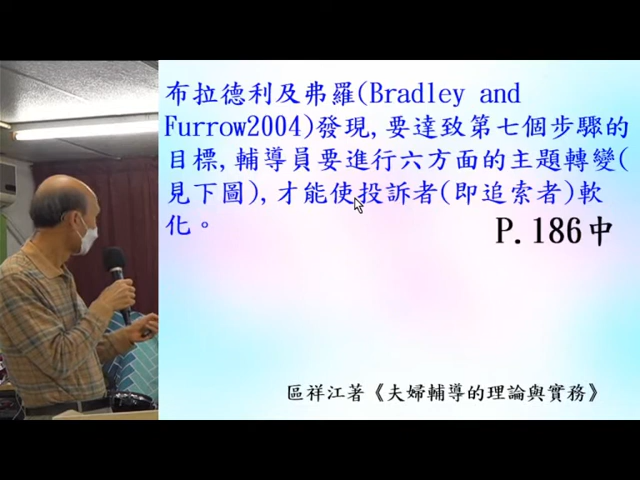 布拉德利及弗羅(Bradley and
Furrow2004)發現,要達致第七個步驟的
目標,輔導員要進行六方面的主題轉變(
見下圖),才能使投訴者(即追索者)軟
化。
P.186中
區祥江著《夫婦輔導的理論與實務》